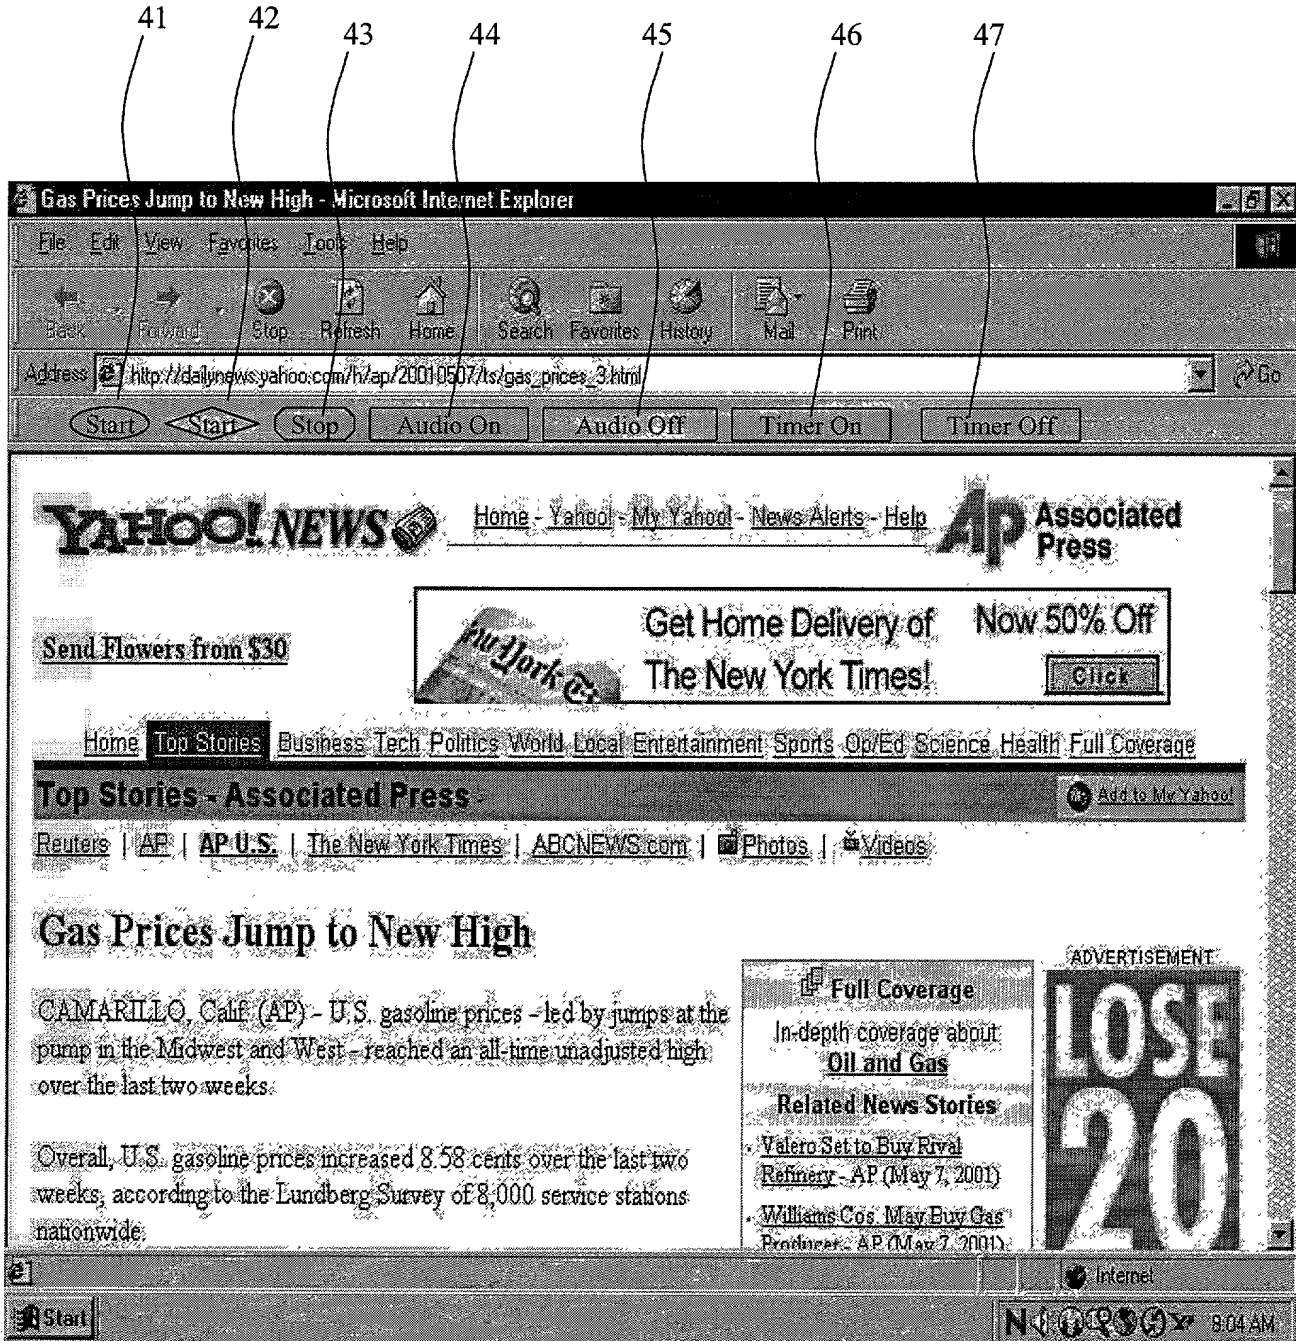 41 42 43 44 45 46 47
Gas Prices Jump to New High - Microsoft Internet Explorer
File Edit View Favorites Tools Help
Back Forward Stop Refresh Home Search Favorites History Mail Print
Address http://dailynews.yahoo.com/h/ap/20010507/ts/gas_prices_3.html Go
Start Start Stop Audio On Audio Off Timer On Timer Off
YAHOO! NEWS Home - Yahoo! - My Yahoo! - News Alerts - Help AP Associated Press
Send Flowers from $30
New York Ti
Get Home Delivery of The New York Times!
Now 50% Off
Click
Home Top Stories Business Tech Politics World Local Entertainment Sports Op/Ed Science Health Full Coverage
Top Stories - Associated Press - Add to My Yahoo!
Reuters | AP | AP U.S. | The New York Times | ABCNEWS.com | Photos | Videos
Gas Prices Jump to New High
CAMARILLO, Calif. (AP) - U.S. gasoline prices - led by jumps at the
pump in the Midwest and West - reached an all-time unadjusted high
over the last two weeks.
Overall, U.S. gasoline prices increased 8.58 cents over the last two
weeks, according to the Lundberg Survey of 8,000 service stations
nationwide.
Full Coverage
In-depth coverage about
Oil and Gas
Related News Stories
· Valero Set to Buy Rival
Refinery - AP (May 7, 2001)
· Williams Cos. May Buy Gas
Producer - AP (May 7, 2001)
ADVERTISEMENT
LOSE
20
Internet
Start N 8:04 AM